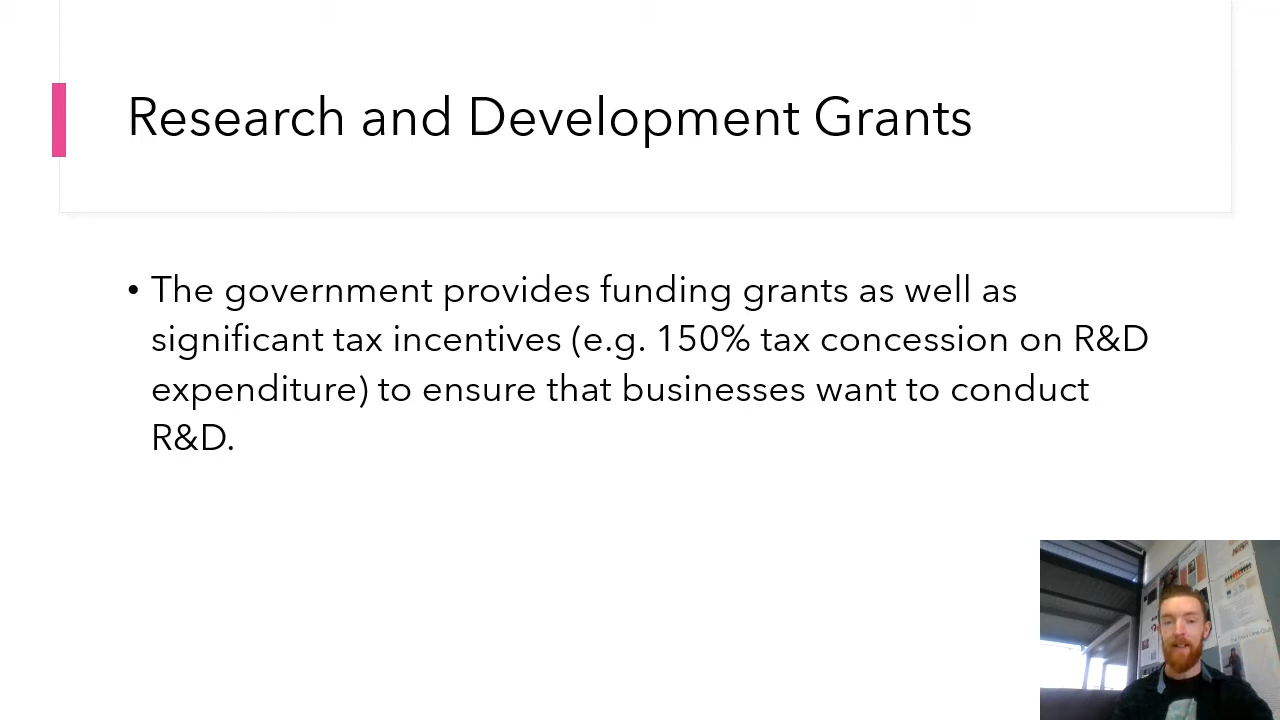 Research and Development Grants
• The government provides funding grants as well as
significant tax incentives (e.g. 150% tax concession on R&D
expenditure) to ensure that businesses want to conduct
R&D.